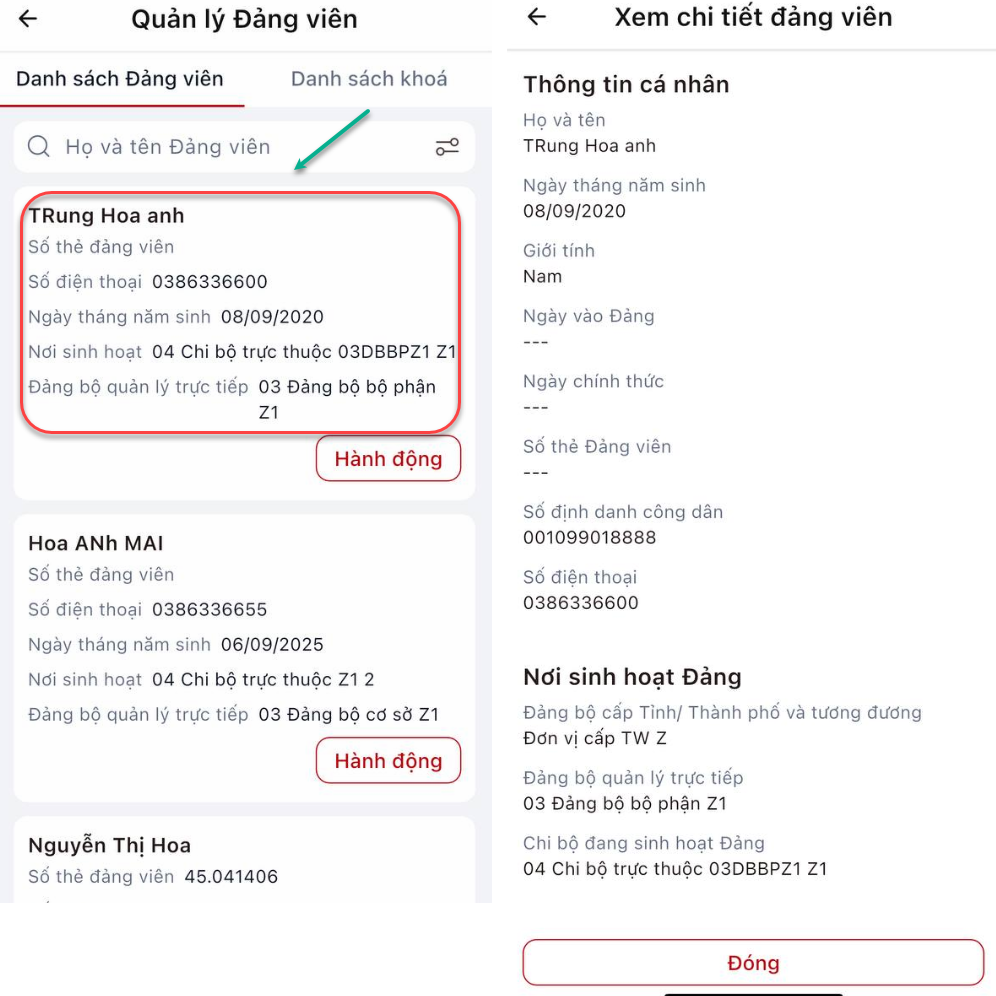 Quản lý Đảng viên
Danh sách Đảng viên
Danh sách khoá
Họ và tên Đảng viên
TRung Hoa anh
Số thẻ đảng viên
Số điện thoại 0386336600
Ngày tháng năm sinh 08/09/2020
Nơi sinh hoạt 04 Chi bộ trực thuộc 03DBBPZ1 Z1
Đảng bộ quản lý trực tiếp 03 Đảng bộ bộ phận
Z1
Hành động
Hoa ANh MAI
Số thẻ đảng viên
Số điện thoại 0386336655
Ngày tháng năm sinh 06/09/2025
Nơi sinh hoạt 04 Chi bộ trực thuộc Z1 2
Đảng bộ quản lý trực tiếp 03 Đảng bộ cơ sở Z1
Hành động
Nguyễn Thị Hoa
Số thẻ đảng viên 45.041406
Xem chi tiết đảng viên
Thông tin cá nhân
Họ và tên
TRung Hoa anh
Ngày tháng năm sinh
08/09/2020
Giới tính
Nam
Ngày vào Đảng
---
Ngày chính thức
---
Số thẻ Đảng viên
---
Số định danh công dân
001099018888
Số điện thoại
0386336600
Nơi sinh hoạt Đảng
Đảng bộ cấp Tỉnh/ Thành phố và tương đương
Đơn vị cấp TW Z
Đảng bộ quản lý trực tiếp
03 Đảng bộ bộ phận Z1
Chi bộ đang sinh hoạt Đảng
04 Chi bộ trực thuộc 03DBBPZ1 Z1
Đóng